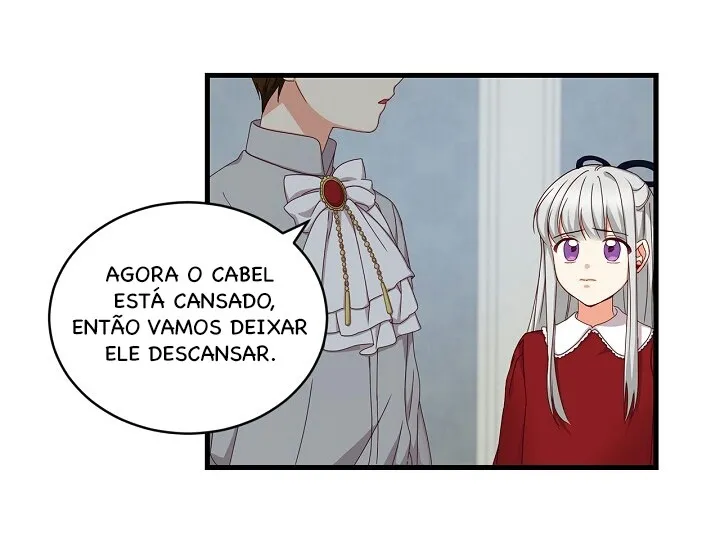 AGORA O CABEL
ESTÁ CANSADO,
ENTÃO VAMOS DEIXAR
ELE DESCANSAR.